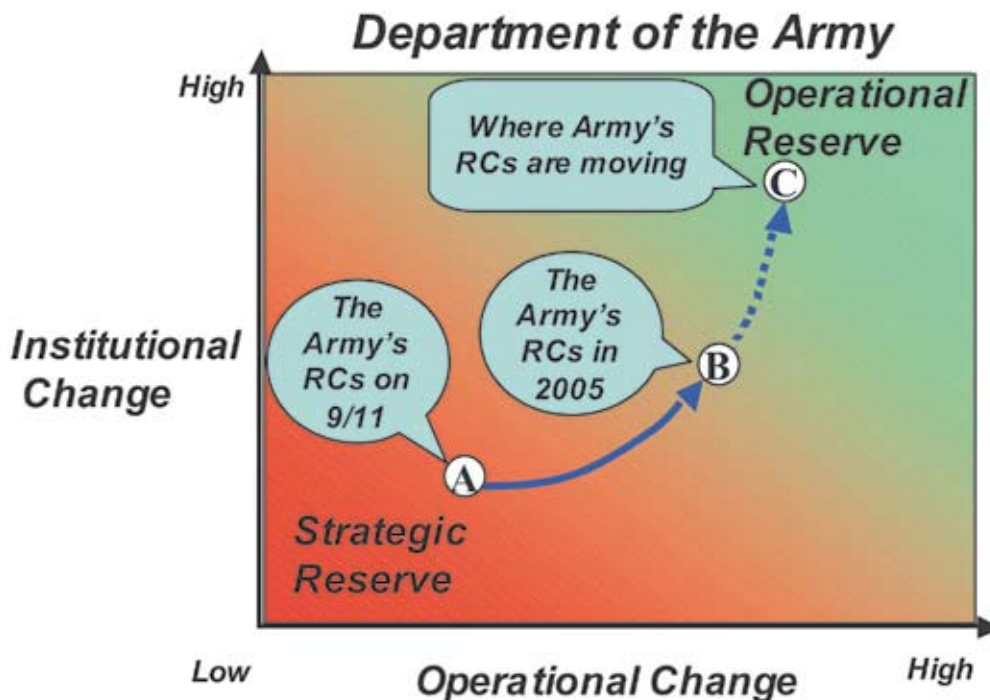 Department of the Army
High
Operational
Reserve
Where Army's
RCs are moving
C
The
Army's
RCs in
2005
B
The
Army's
RCs on
9/11
A
Institutional
Change
Strategic
Reserve
Low
Operational Change
High